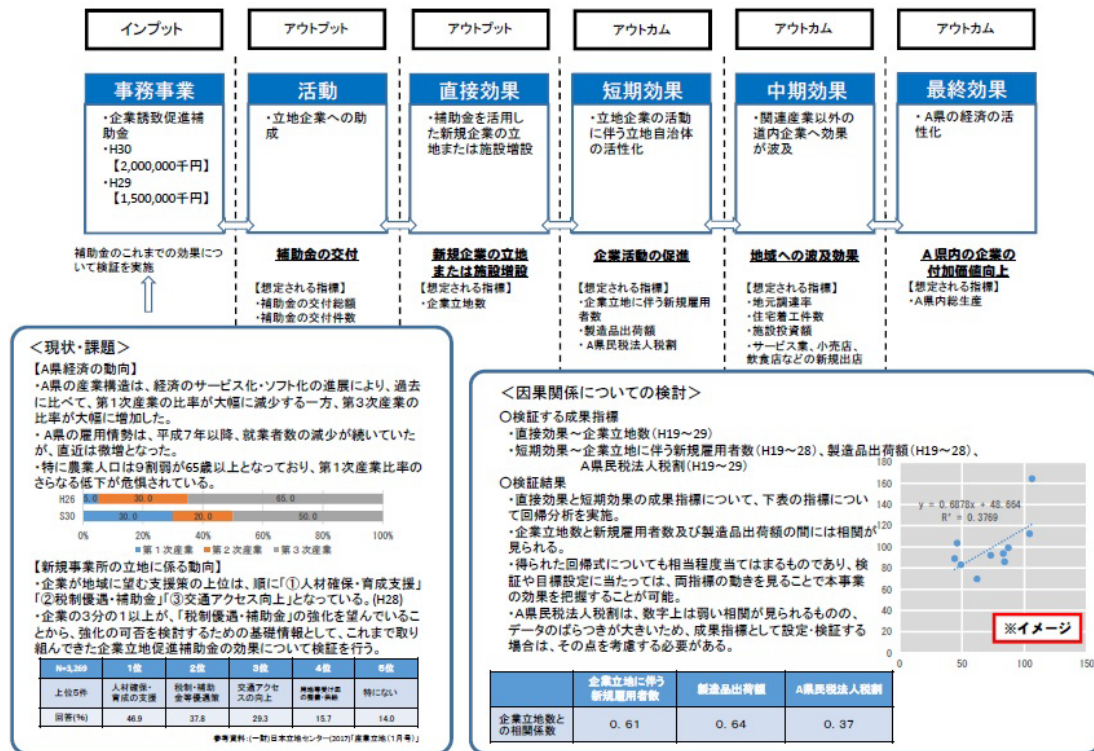 インプット
アウトプット
アウトプット
アウトカム
アウトカム
アウトカム
事務事業
・企業誘致促進補助金
・H30
【2,000,000千円】
・H29
【1,500,000千円】
活動
・立地企業への助成
直接効果
・補助金を活用した新規企業の立地または施設増設
短期効果
・立地企業の活動に伴う立地自治体の活性化
中期効果
・関連産業以外の道内企業へ効果が波及
最終効果
・A県の経済の活性化
補助金のこれまでの効果について検証を実施
補助金の交付
【想定される指標】
・補助金の交付総額
・補助金の交付件数
新規企業の立地
または施設増設
【想定される指標】
・企業立地数
企業活動の促進
【想定される指標】
・企業立地に伴う新規雇用者数
・製造品出荷額
・A県民税法人税割
地域への波及効果
【想定される指標】
・地元調達率
・住宅着工件数
・施設投資額
・サービス業、小売店、
飲食店などの新規出店
A県内の企業の
付加価値向上
【想定される指標】
・A県内総生産
＜現状・課題＞
【A県経済の動向】
・A県の産業構造は、経済のサービス化・ソフト化の進展により、過去
に比べて、第1次産業の比率が大幅に減少する一方、第3次産業の
比率が大幅に増加した。
・A県の雇用情勢は、平成7年以降、就業者数の減少が続いていた
が、直近は微増となった。
・特に農業人口は9割弱が65歳以上となっており、第1次産業比率の
さらなる低下が危惧されている。
H26 5.0 30.0 65.0
S30 30.0 20.0 50.0
0% 20% 40% 60% 80% 100%
第1次産業 第2次産業 第3次産業
【新規事業所の立地に係る動向】
・企業が地域に望む支援策の上位は、順に「①人材確保・育成支援」
「②税制優遇・補助金」「③交通アクセス向上」となっている。(H28)
・企業の3分の1以上が、「税制優遇・補助金」の強化を望んでいるこ
とから、強化の可否を検討するための基礎情報として、これまで取り
組んできた企業立地促進補助金の効果について検証を行う。
N=3,269 1位 2位 3位 4位 5位
上位5件 人材確保・育成の支援 税制・補助金等優遇策 交通アクセスの向上 特にない
回答(%) 46.9 37.8 29.3 15.7 14.0
参考資料：(一財)日本立地センター(2017)「産業立地(1月号)」
＜因果関係についての検討＞
○検証する成果指標
・直接効果～企業立地数(H19～29)
・短期効果～企業立地に伴う新規雇用者数(H19～28)、製造品出荷額(H19～28)、
A県民税法人税割(H19～29)
○検証結果
・直接効果と短期効果の成果指標について、下表の指標につい
て回帰分析を実施。
・企業立地数と新規雇用者数及び製造品出荷額の間には相関が
見られる。
・得られた回帰式についても相当程度当てはまるものであり、検
証や目標設定に当たっては、両指標の動きを見ることで本事業
の効果を把握することが可能。
・A県民税法人税割は、数字上は弱い相関が見られるものの、
データのばらつきが大きいため、成果指標として設定・検証する
場合は、その点を考慮する必要がある。
180
160
140
120
100
80
60
40
20
0
0 50 100 150
y = 0.6878x + 48.664
R² = 0.3769
※イメージ
企業立地に伴う新規雇用者数 製造品出荷額 A県民税法人税割
企業立地数との相関係数 0.61 0.64 0.37